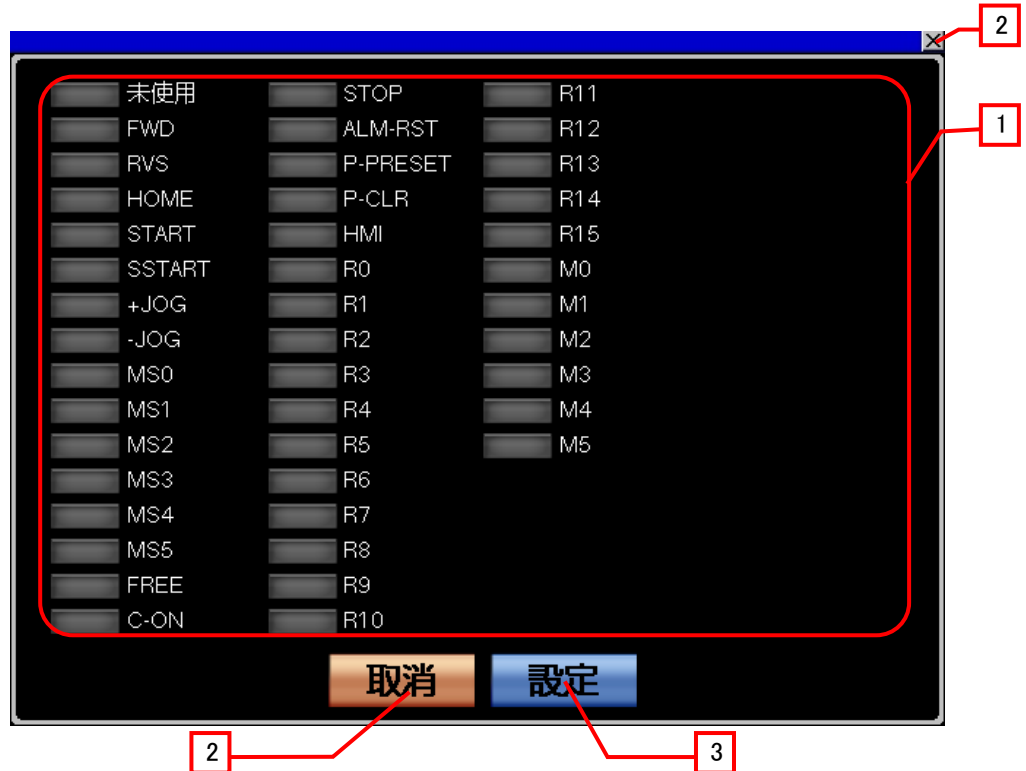 2
1
未使用
FWD
RVS
HOME
START
SSTART
+JOG
-JOG
MS0
MS1
MS2
MS3
MS4
MS5
FREE
C-ON
STOP
ALM-RST
P-PRESET
P-CLR
HMI
R0
R1
R2
R3
R4
R5
R6
R7
R8
R9
R10
R11
R12
R13
R14
R15
M0
M1
M2
M3
M4
M5
取消
設定
2
3